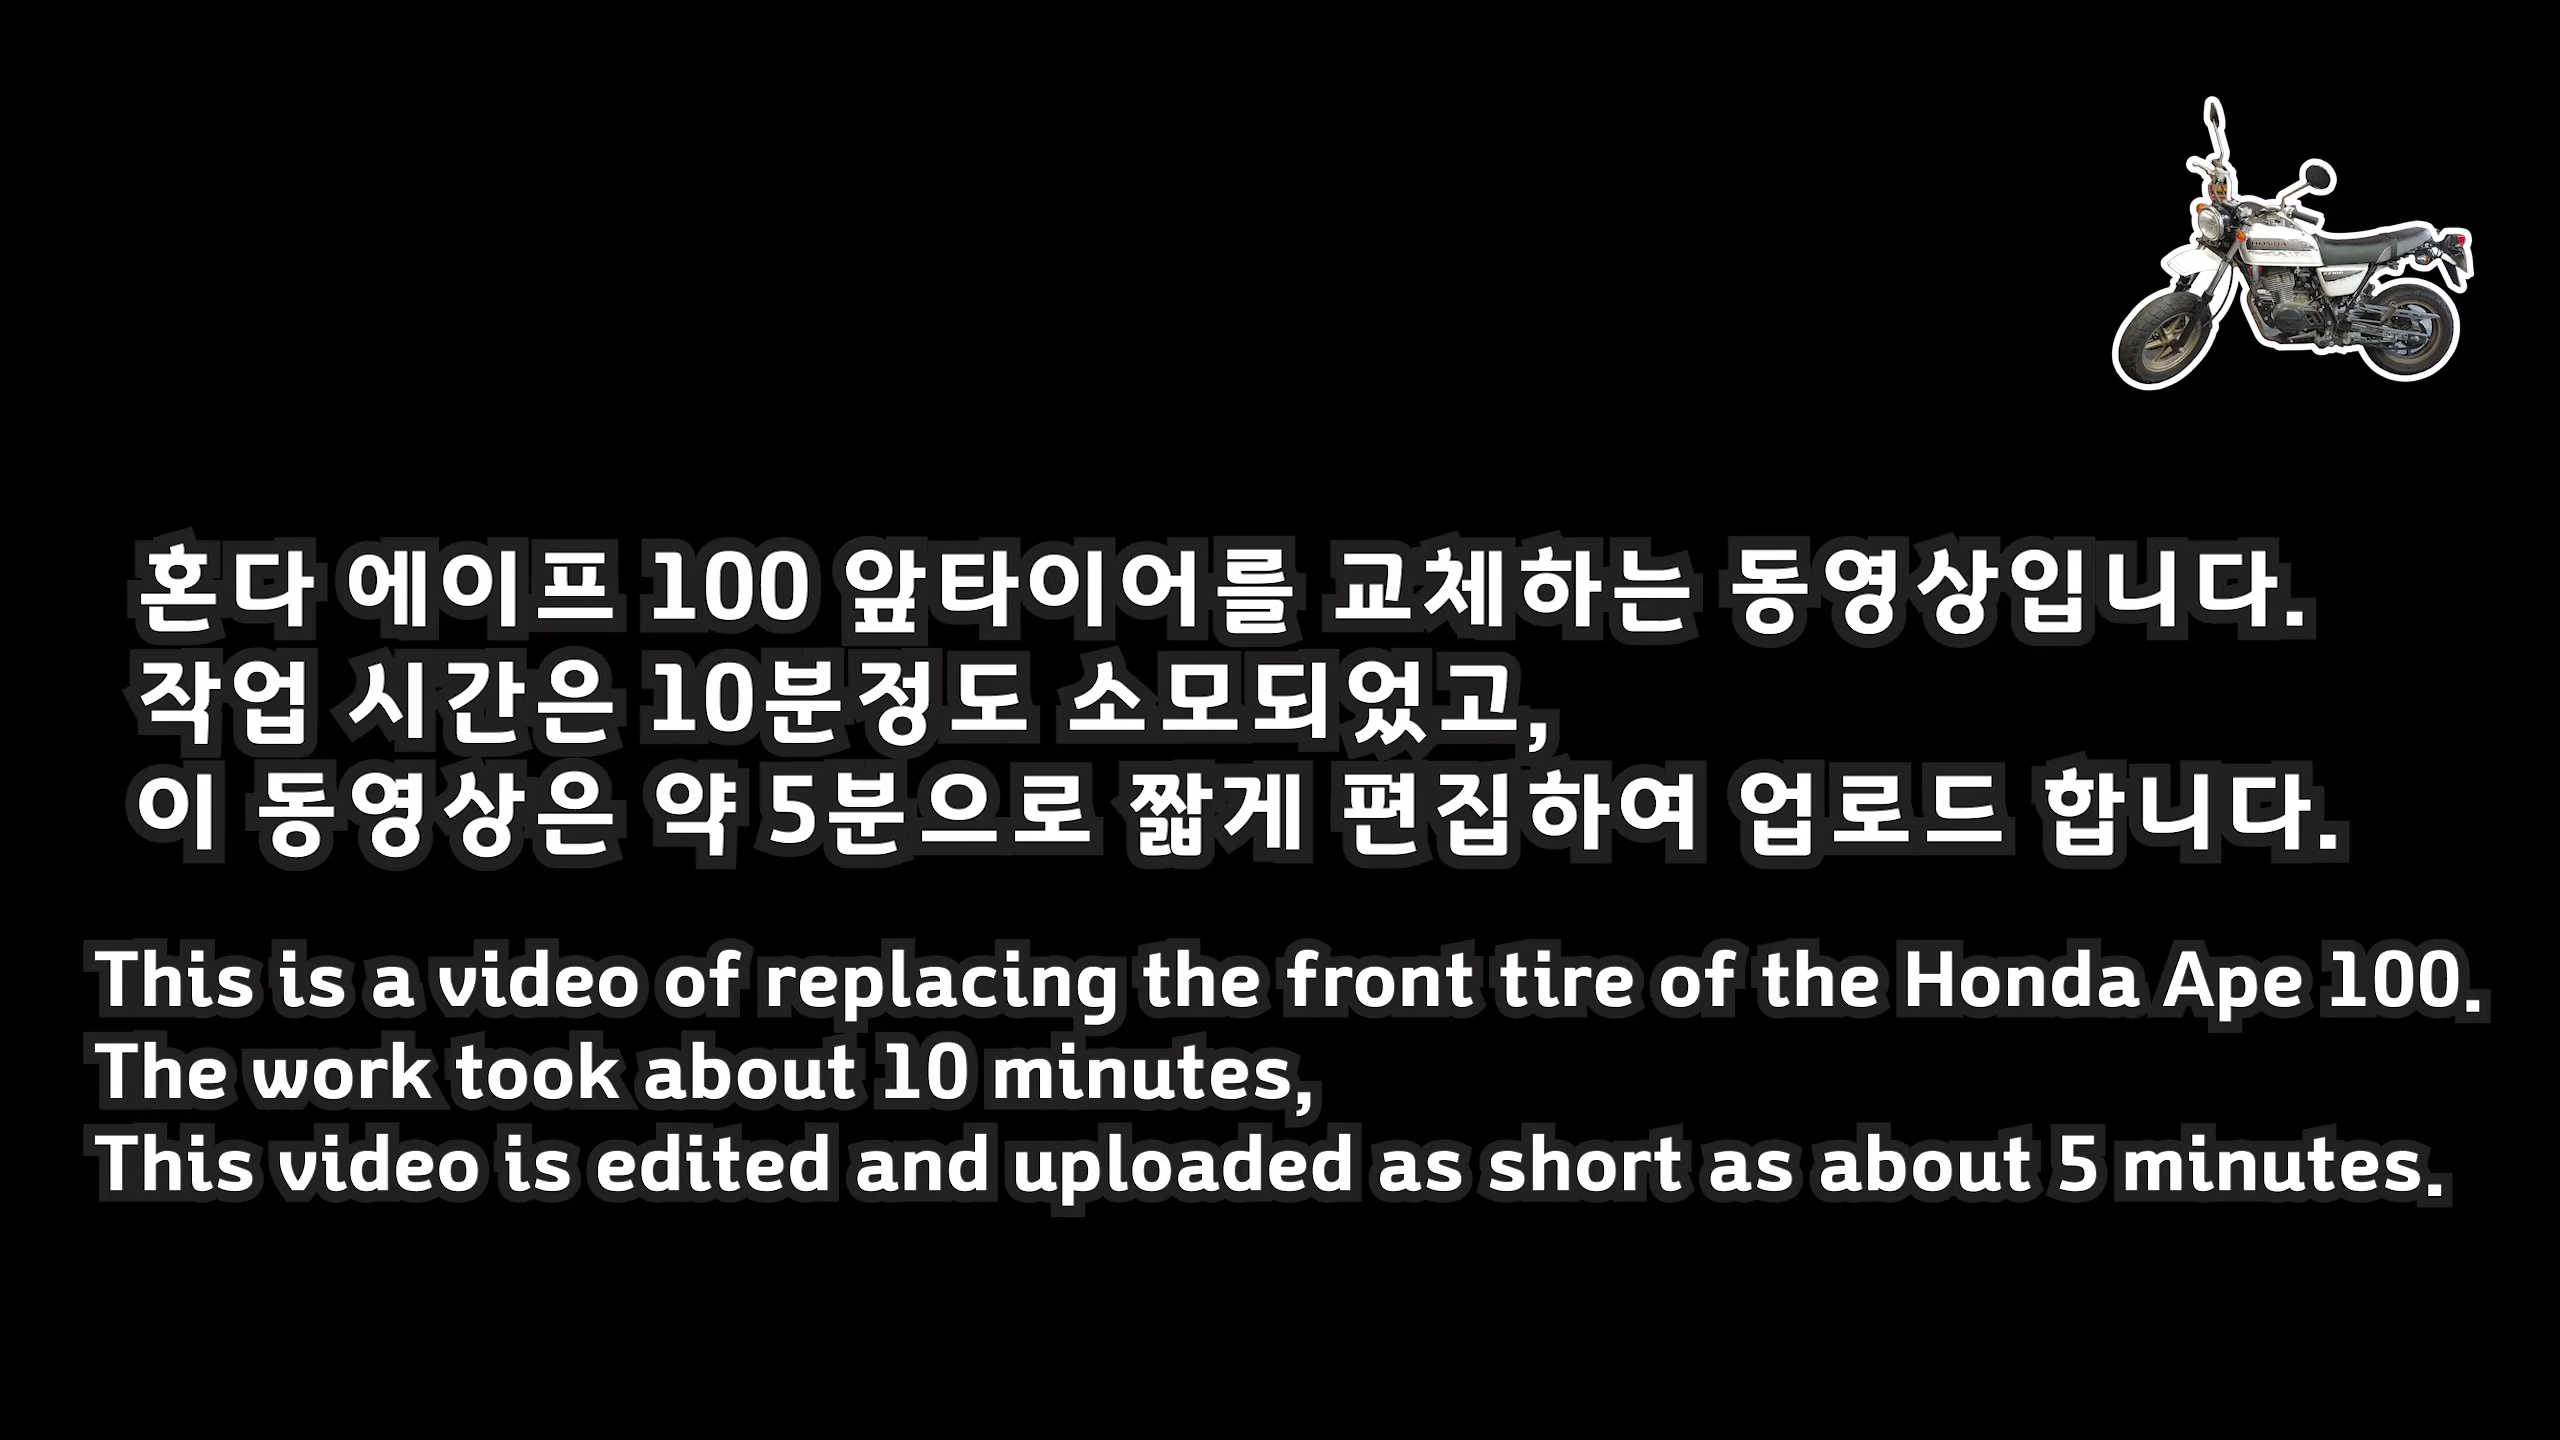 HONDA
혼다 에이프 100 앞타이어를 교체하는 동영상입니다.
작업 시간은 10분정도 소모되었고,
이 동영상은 약 5분으로 짧게 편집하여 업로드 합니다.
This is a video of replacing the front tire of the Honda Ape 100.
The work took about 10 minutes,
This video is edited and uploaded as short as about 5 minutes.